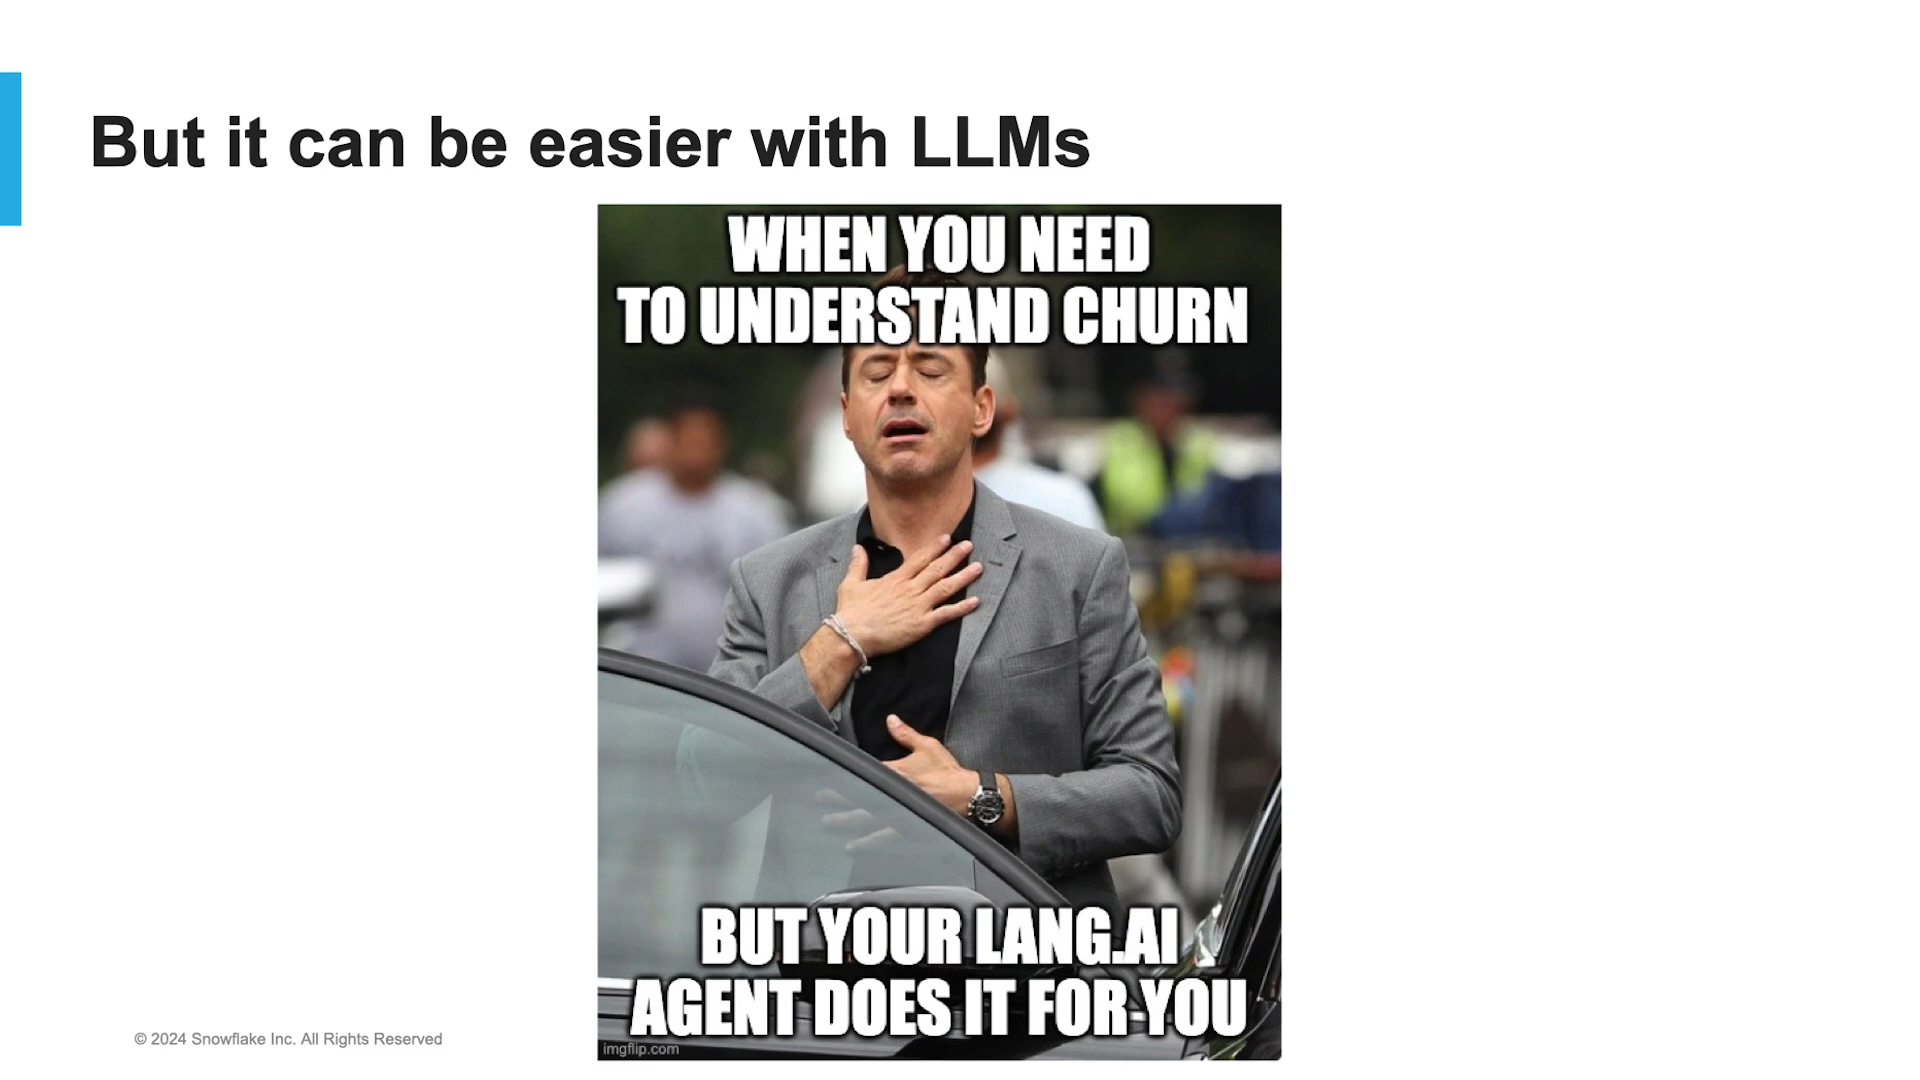 But it can be easier with LLMs
WHEN YOU NEED
TO UNDERSTAND CHURN
BUT YOUR LANG.AI
AGENT DOES IT FOR YOU
imgflip.com
© 2024 Snowflake Inc. All Rights Reserved